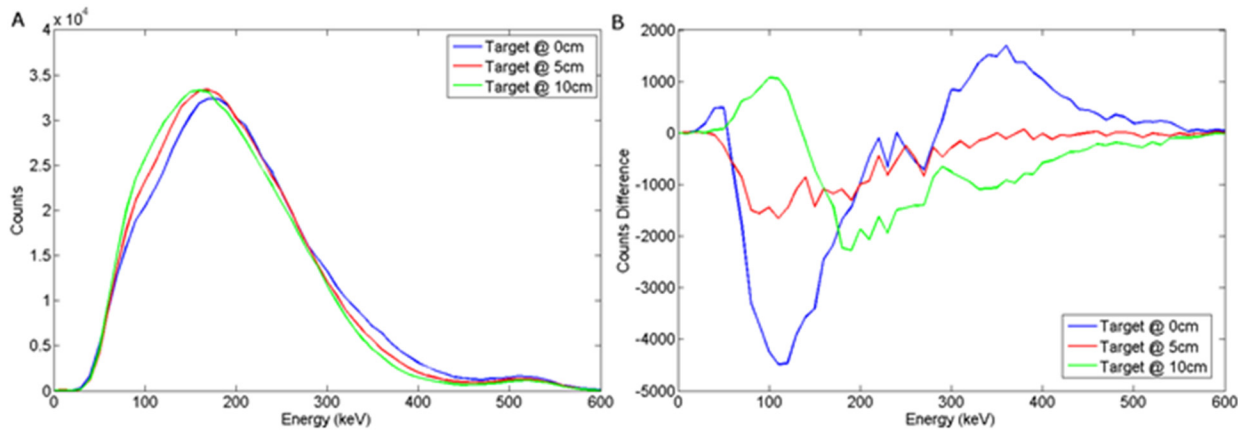 A
x 10⁴
4
3.5
3
2.5
2
1.5
1
0.5
0
Counts
0 100 200 300 400 500 600
Energy (keV)
Target @ 0cm
Target @ 5cm
Target @ 10cm
B
2000
1000
0
-1000
-2000
-3000
-4000
-5000
Counts Difference
0 100 200 300 400 500 600
Energy (keV)
Target @ 0cm
Target @ 5cm
Target @ 10cm